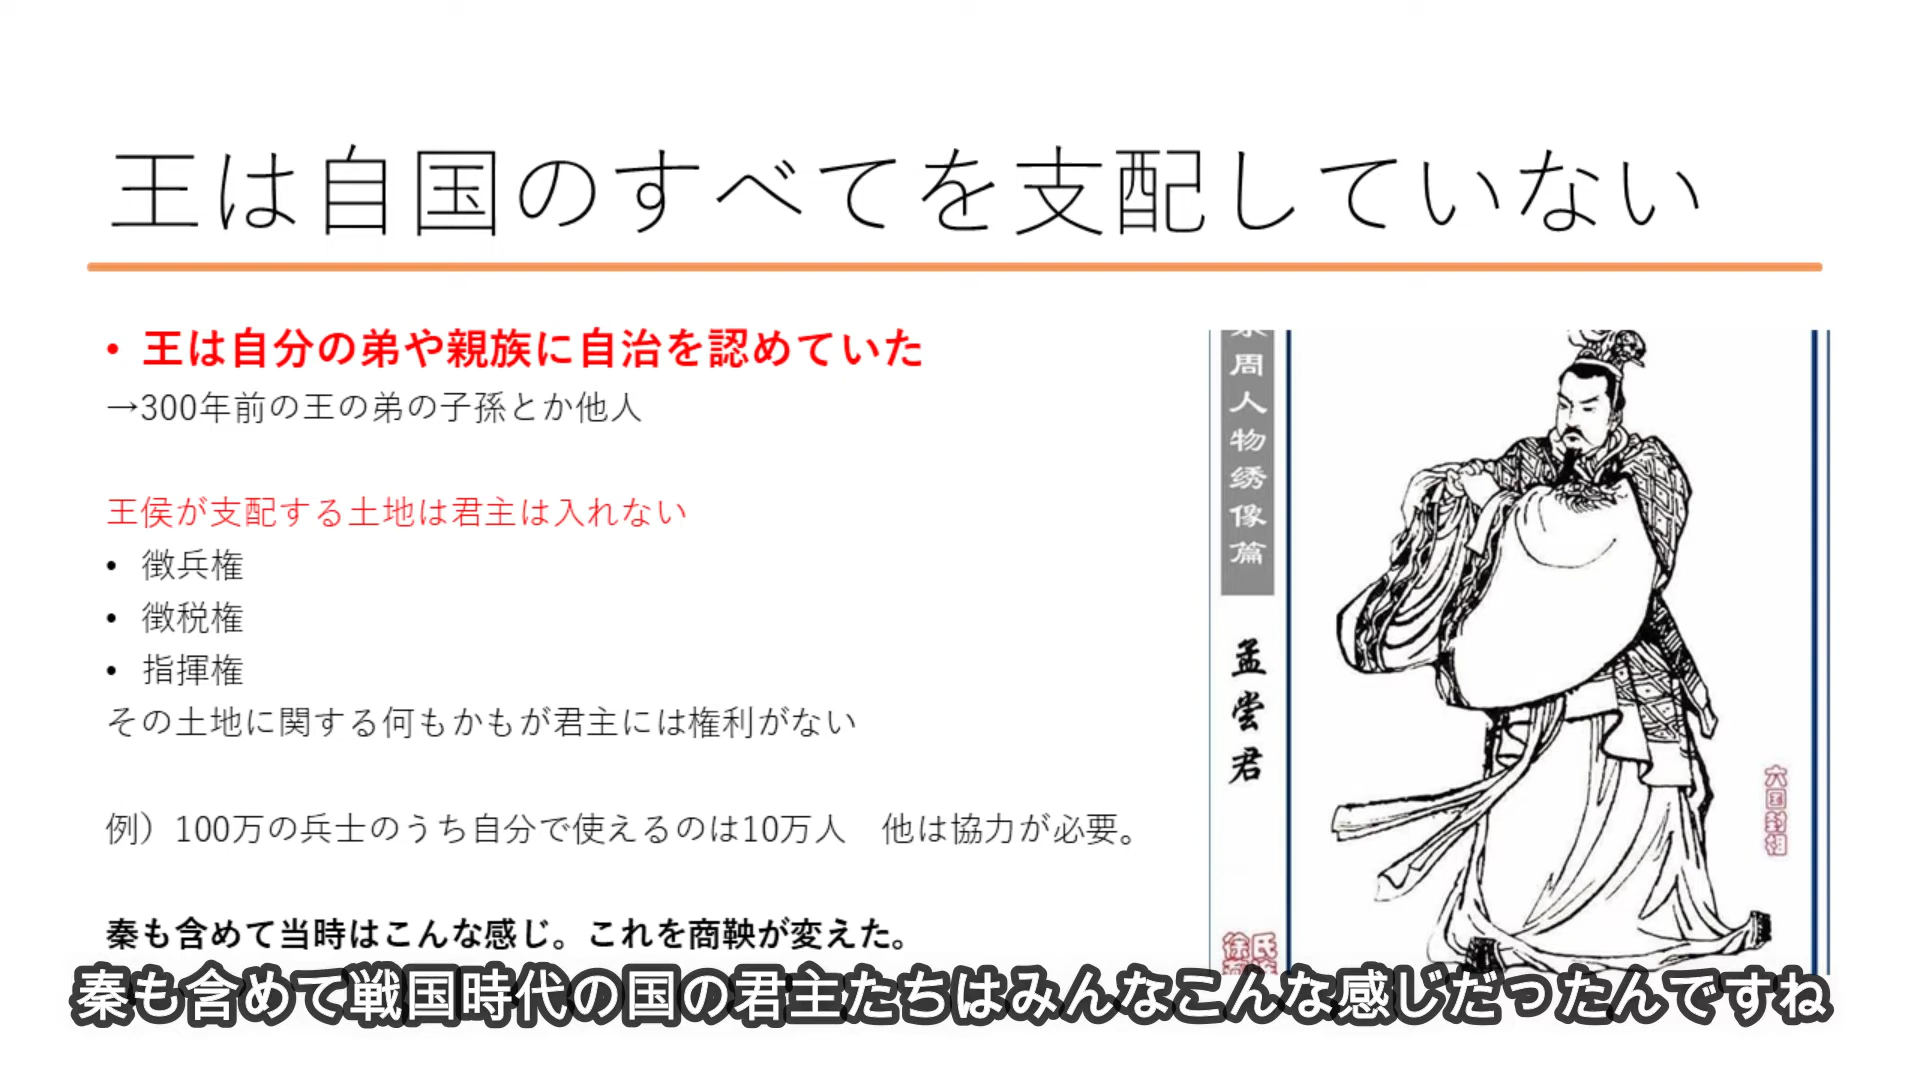 王は自国のすべてを支配していない
• 王は自分の弟や親族に自治を認めていた
→300年前の王の弟の子孫とか他人
王侯が支配する土地は君主は入れない
• 徴兵権
• 徴税権
• 指揮権
その土地に関する何もかもが君主には権利がない
例）100万の兵士のうち自分で使えるのは10万人　他は協力が必要。
秦も含めて当時はこんな感じ。これを商鞅が変えた。
周人物绣像篇
孟尝君
六国封相
徐氏
秦も含めて戦国時代の国の君主たちはみんなこんな感じだったんですね